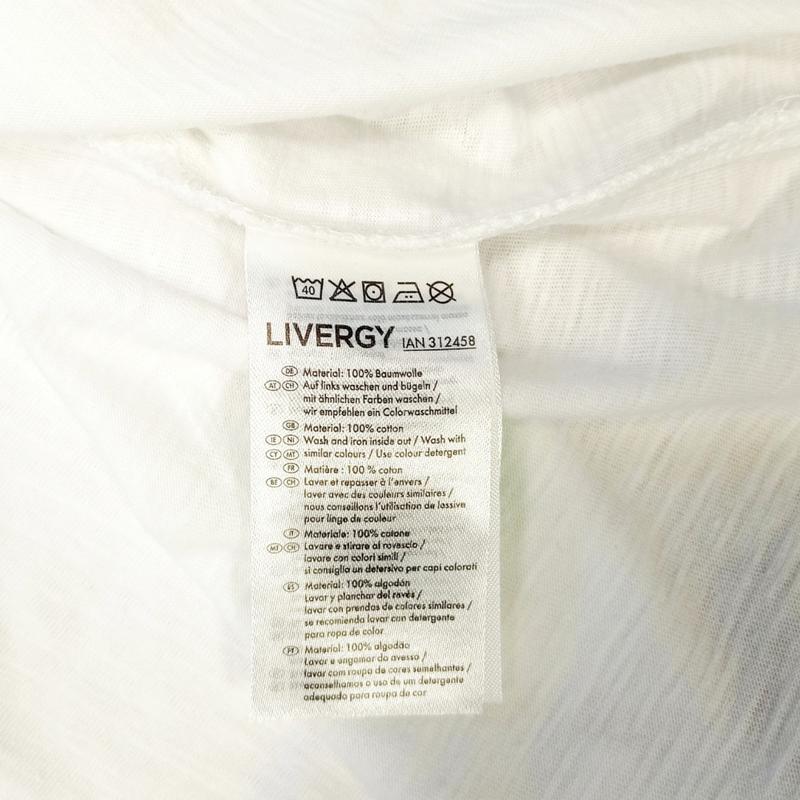 40
LIVERGY IAN 312458
DE Material: 100% Baumwolle
AT CH Auf links waschen und bügeln /
mit ähnlichen Farben waschen /
wir empfehlen ein Colorwaschmittel
GB Material: 100% cotton
IE NI Wash and iron inside out / Wash with
CY MT similar colours / Use colour detergent
FR Matière : 100 % coton
BE CH Laver et repasser à l'envers /
laver avec des couleurs similaires /
nous conseillons l'utilisation de lessive
pour linge de couleur
IT Materiale: 100% cotone
MT CH Lavare e stirare al rovescio /
lavare con colori simili /
si consiglia un detersivo per capi colorati
ES Material: 100% algodón
Lavar y planchar del revés /
lavar con prendas de colores similares /
se recomienda lavar con detergente
para ropa de color
PT Material: 100% algodão
Lavar e engomar do avesso /
lavar com roupa de cores semelhantes /
aconselhamos o uso de um detergente
adequado para roupa de cor